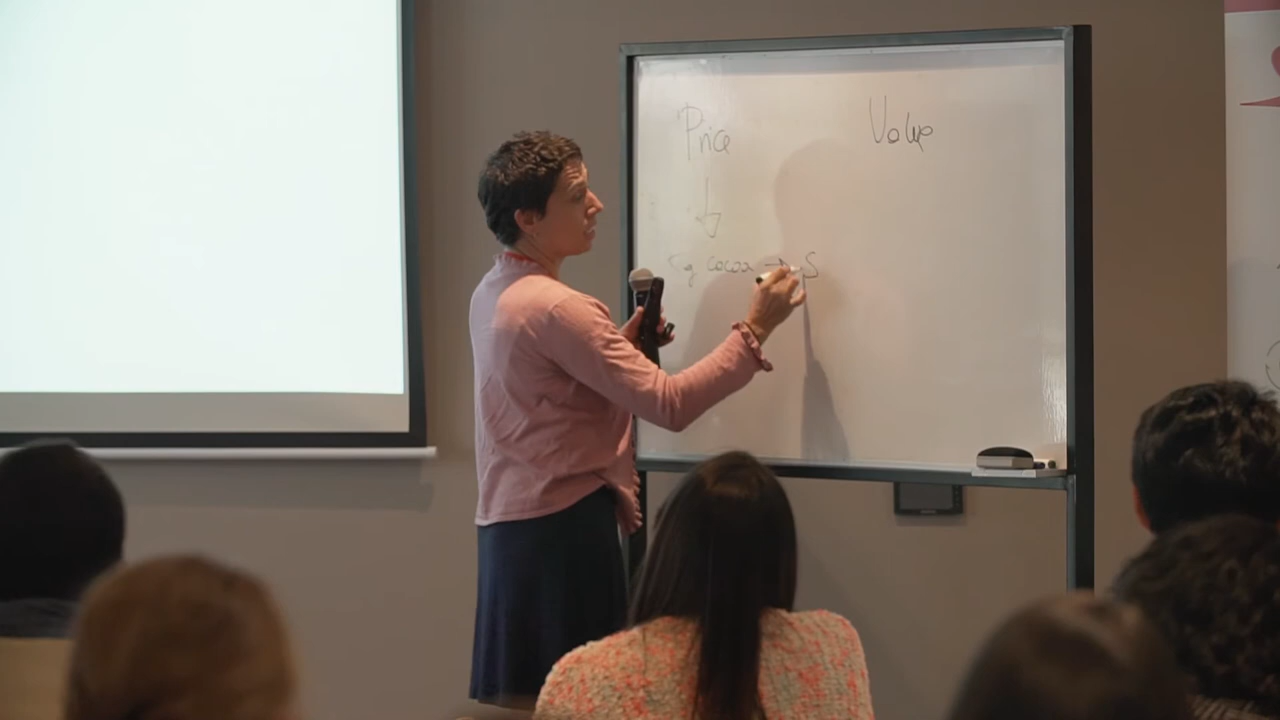 Price Value
cocoa → S